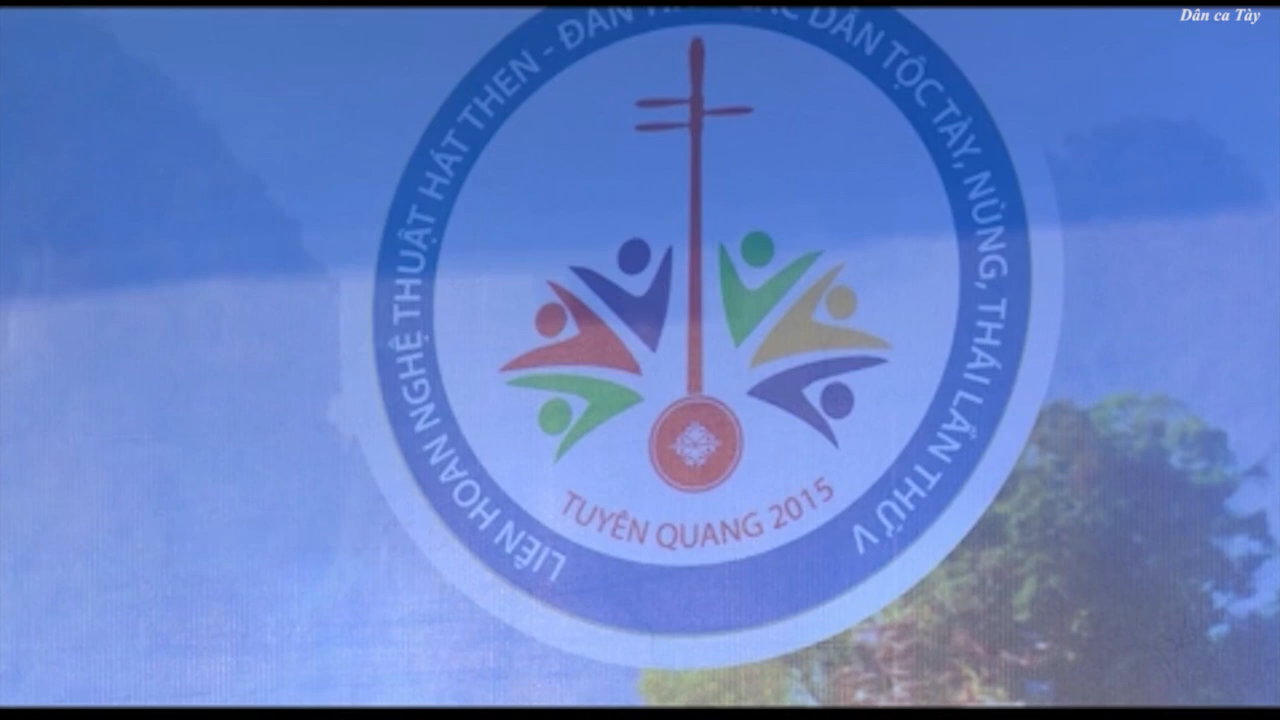 Dân ca Tày
LIÊN HOAN NGHỆ THUẬT HÁT THEN - ĐÀN DÂN TỘC TÀY, NÙNG, THÁI LẦN THỨ V
TUYÊN QUANG 2015